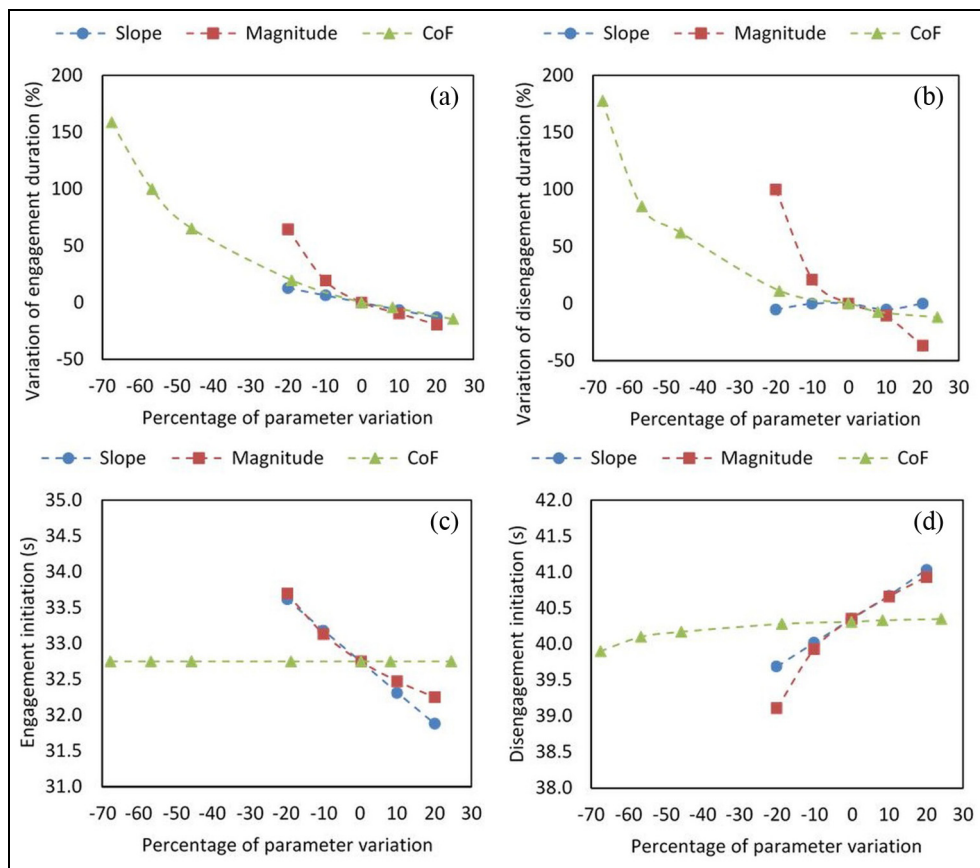 Slope Magnitude CoF
Variation of engagement duration (%)
200
150
100
50
0
-50
(a)
-70 -60 -50 -40 -30 -20 -10 0 10 20 30
Percentage of parameter variation
Slope Magnitude CoF
Variation of disengagement duration (%)
200
150
100
50
0
-50
(b)
-70 -60 -50 -40 -30 -20 -10 0 10 20 30
Percentage of parameter variation
Slope Magnitude CoF
Engagement initiation (s)
35.0
34.5
34.0
33.5
33.0
32.5
32.0
31.5
31.0
(c)
-70 -60 -50 -40 -30 -20 -10 0 10 20 30
Percentage of parameter variation
Slope Magnitude CoF
Disengagement initiation (s)
42.0
41.5
41.0
40.5
40.0
39.5
39.0
38.5
38.0
(d)
-70 -60 -50 -40 -30 -20 -10 0 10 20 30
Percentage of parameter variation